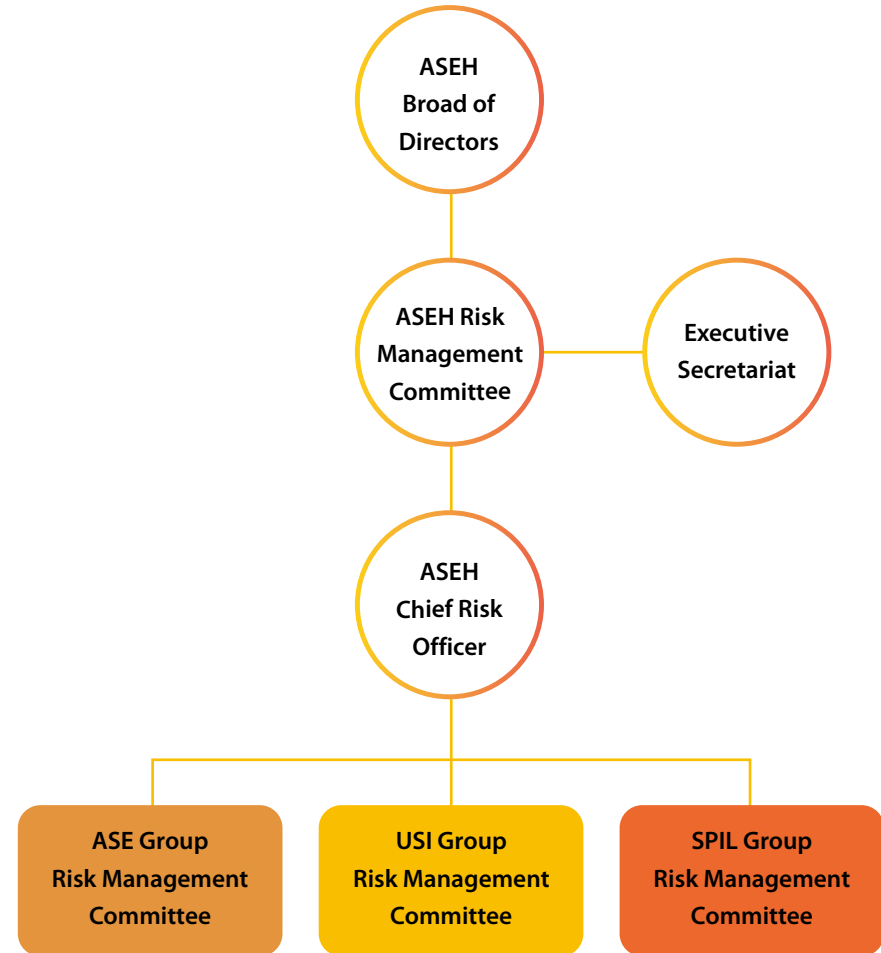 ASEH
Broad of
Directors
ASEH Risk
Management
Committee
Executive
Secretariat
ASEH
Chief Risk
Officer
ASE Group
Risk Management
Committee
USI Group
Risk Management
Committee
SPIL Group
Risk Management
Committee